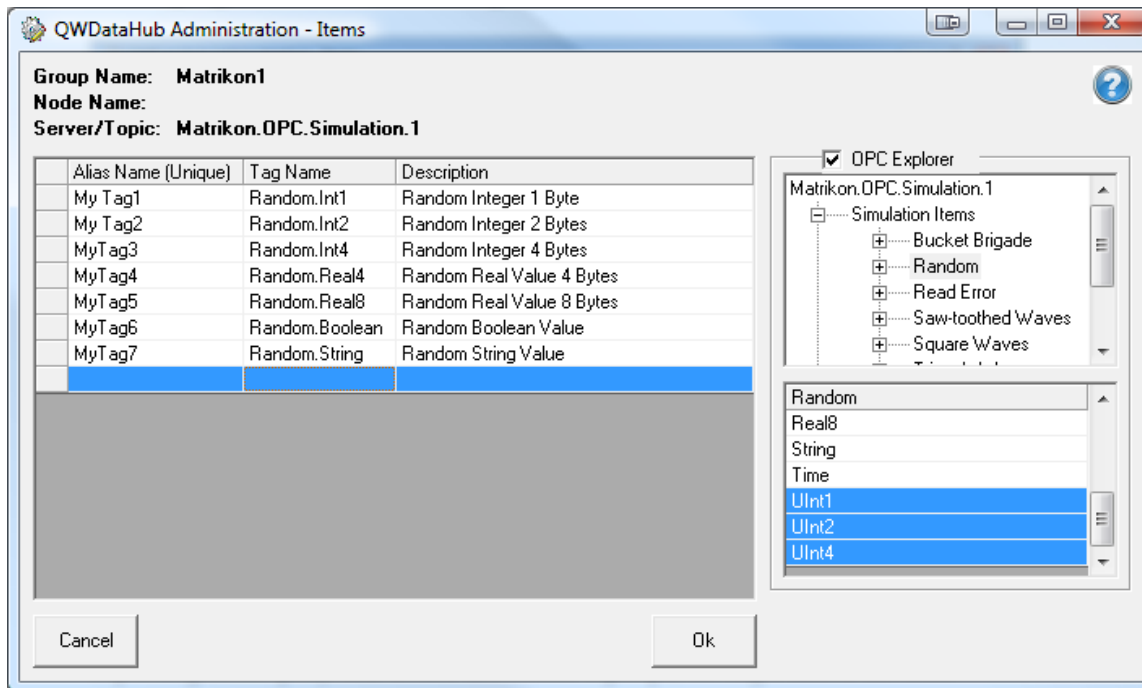 QWDataHub Administration - Items
Group Name: Matrikon1
Node Name:
Server/Topic: Matrikon.OPC.Simulation.1
Alias Name (Unique) Tag Name Description
My Tag1 Random.Int1 Random Integer 1 Byte
My Tag2 Random.Int2 Random Integer 2 Bytes
MyTag3 Random.Int4 Random Integer 4 Bytes
MyTag4 Random.Real4 Random Real Value 4 Bytes
MyTag5 Random.Real8 Random Real Value 8 Bytes
MyTag6 Random.Boolean Random Boolean Value
MyTag7 Random.String Random String Value
OPC Explorer
Matrikon.OPC.Simulation.1
Simulation Items
Bucket Brigade
Random
Read Error
Saw-toothed Waves
Square Waves
Random
Real8
String
Time
UInt1
UInt2
UInt4
Cancel
Ok